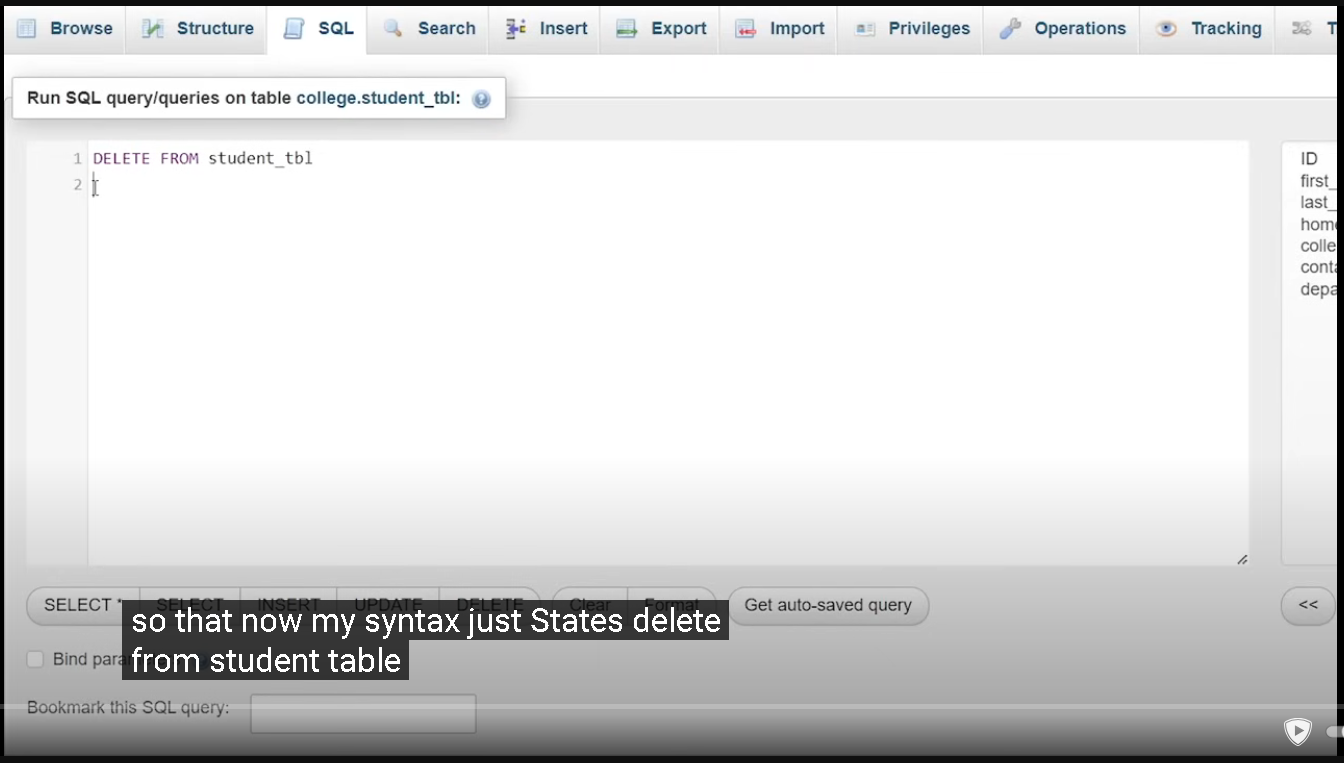 Browse Structure SQL Search Insert Export Import Privileges Operations Tracking T
Run SQL query/queries on table college.student_tbl:
1 DELETE FROM student_tbl
2
ID
first_
last_
home
colle
conta
depa
SELECT * SELECT INSERT UPDATE DELETE Clear Format Get auto-saved query <<
so that now my syntax just States delete
from student table
Bind para
Bookmark this SQL query: